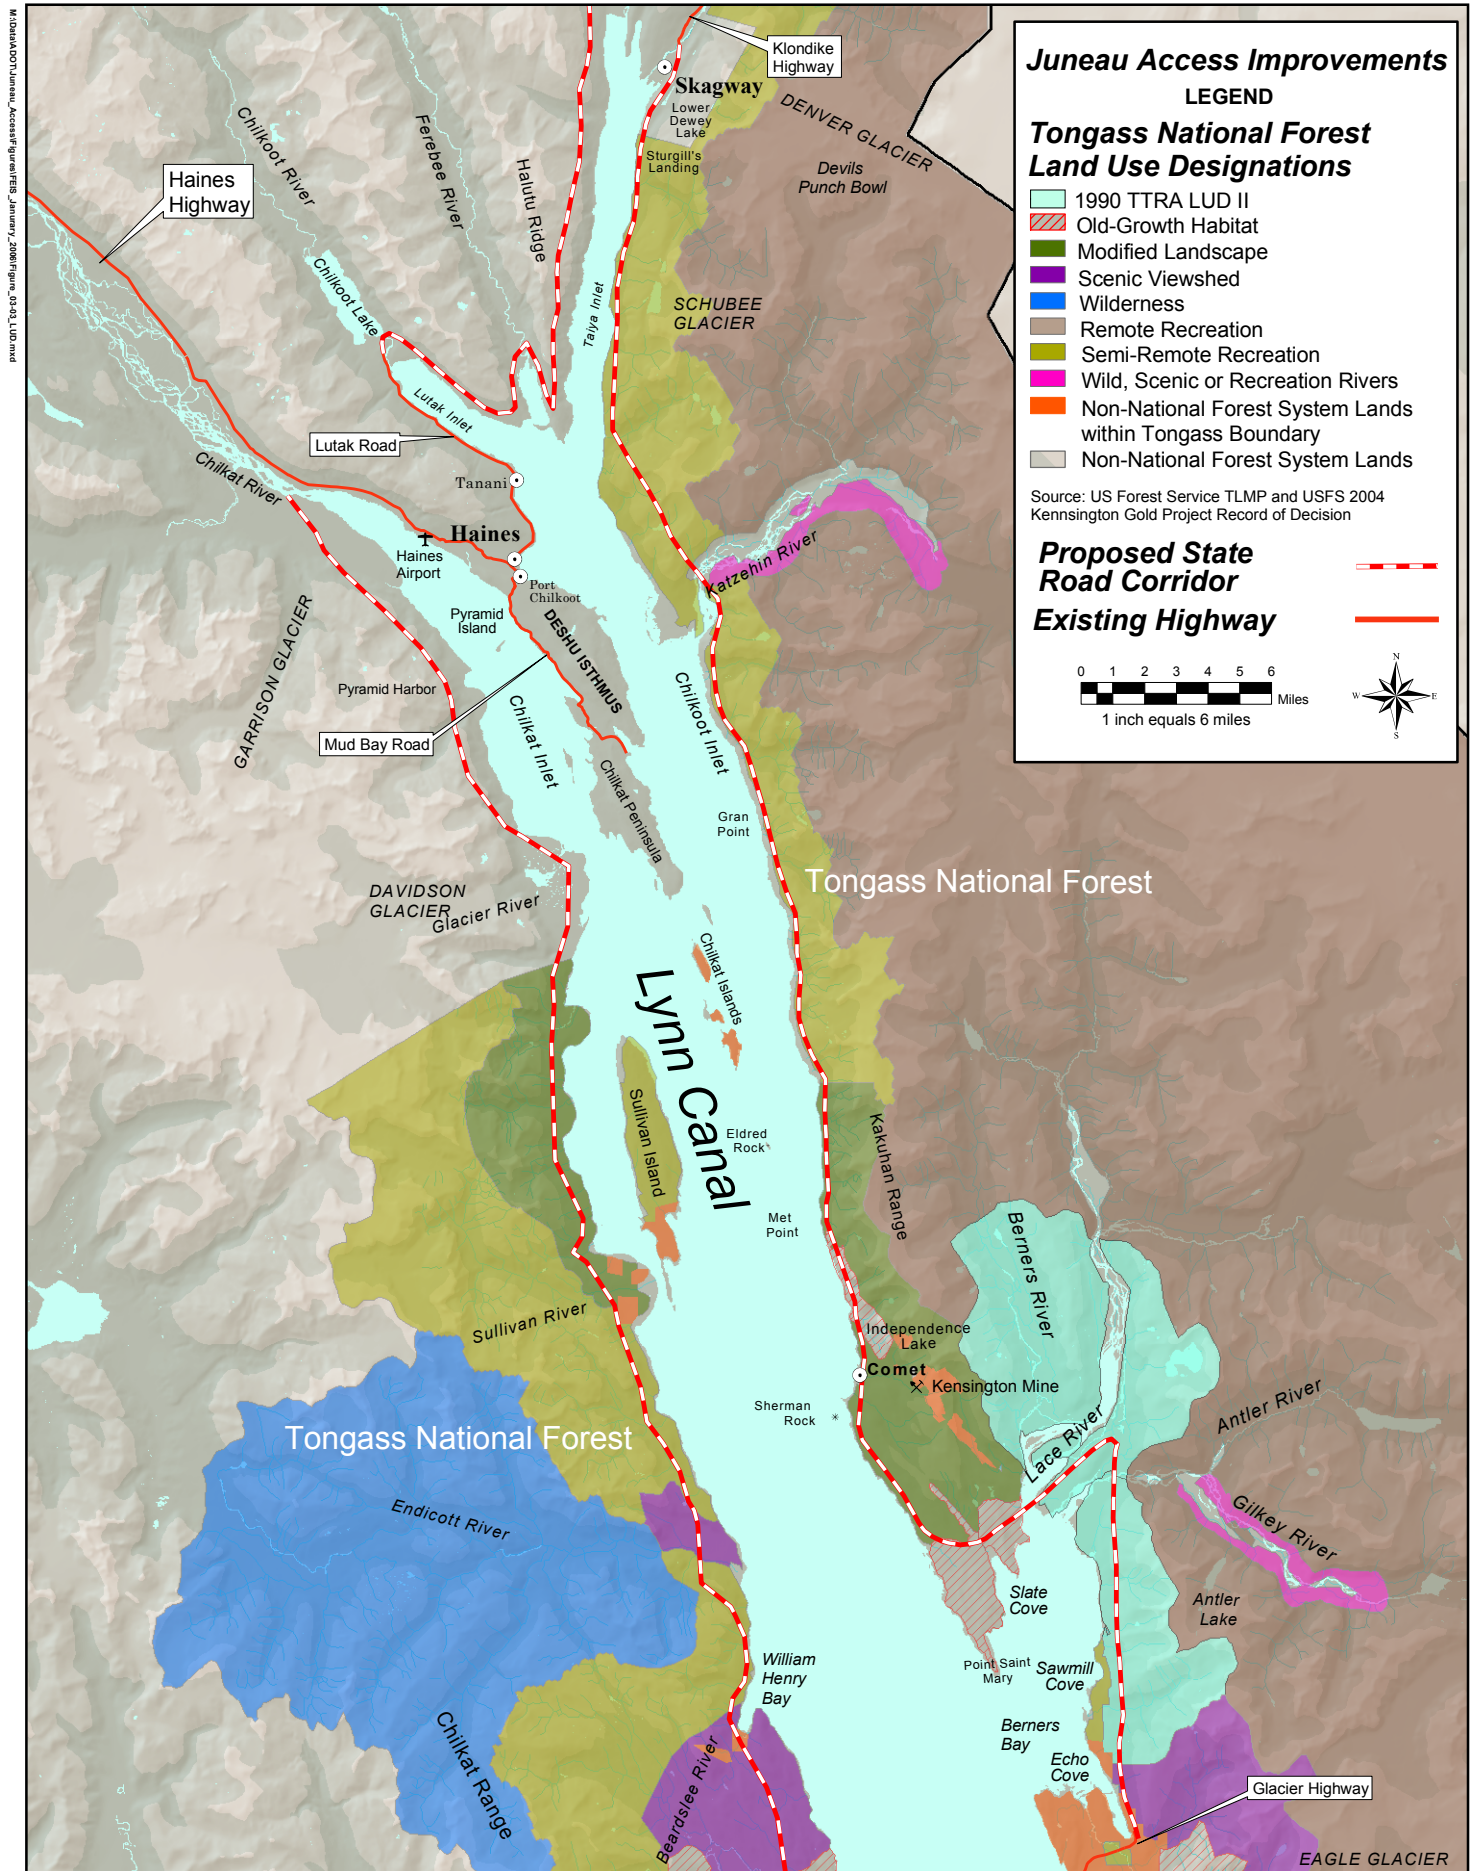 M:\Data\ADOT\Juneau_Access\Figures\FEIS_Janurary_2006\Figure_03-03_LUD.mxd
Juneau Access Improvements
LEGEND
Tongass National Forest
Land Use Designations
1990 TTRA LUD II
Old-Growth Habitat
Modified Landscape
Scenic Viewshed
Wilderness
Remote Recreation
Semi-Remote Recreation
Wild, Scenic or Recreation Rivers
Non-National Forest System Lands
within Tongass Boundary
Non-National Forest System Lands
Source: US Forest Service TLMP and USFS 2004
Kennsington Gold Project Record of Decision
Proposed State
Road Corridor
Existing Highway
0 1 2 3 4 5 6
Miles
1 inch equals 6 miles
N
W
E
S
Klondike
Highway
Skagway
Lower
Dewey
Lake
Sturgill's
Landing
DENVER GLACIER
Devils
Punch Bowl
Haines
Highway
Chilkoot River
Ferebee River
Halutu Ridge
Chilkoot Lake
Taiya Inlet
SCHUBEE
GLACIER
Lutak Inlet
Lutak Road
Chilkat River
Tanani
Haines
Haines
Airport
Port
Chilkoot
Katzehin River
Pyramid
Island
DESHU ISTHMUS
GARRISON GLACIER
Pyramid Harbor
Chilkat Inlet
Chilkoot Inlet
Mud Bay Road
Chilkat Peninsula
Gran
Point
Tongass National Forest
DAVIDSON
GLACIER
Glacier River
Chilkat Islands
Lynn Canal
Sullivan Island
Eldred
Rock
Kakuhan Range
Met
Point
Berners River
Sullivan River
Independence
Lake
Comet
Kensington Mine
Sherman
Rock
Lace River
Antler River
Tongass National Forest
Endicott River
Gilkey River
Slate
Cove
Antler
Lake
William
Henry
Bay
Point Saint
Mary
Sawmill
Cove
Berners
Bay
Echo
Cove
Chilkat Range
Beardslee River
Glacier Highway
EAGLE GLACIER